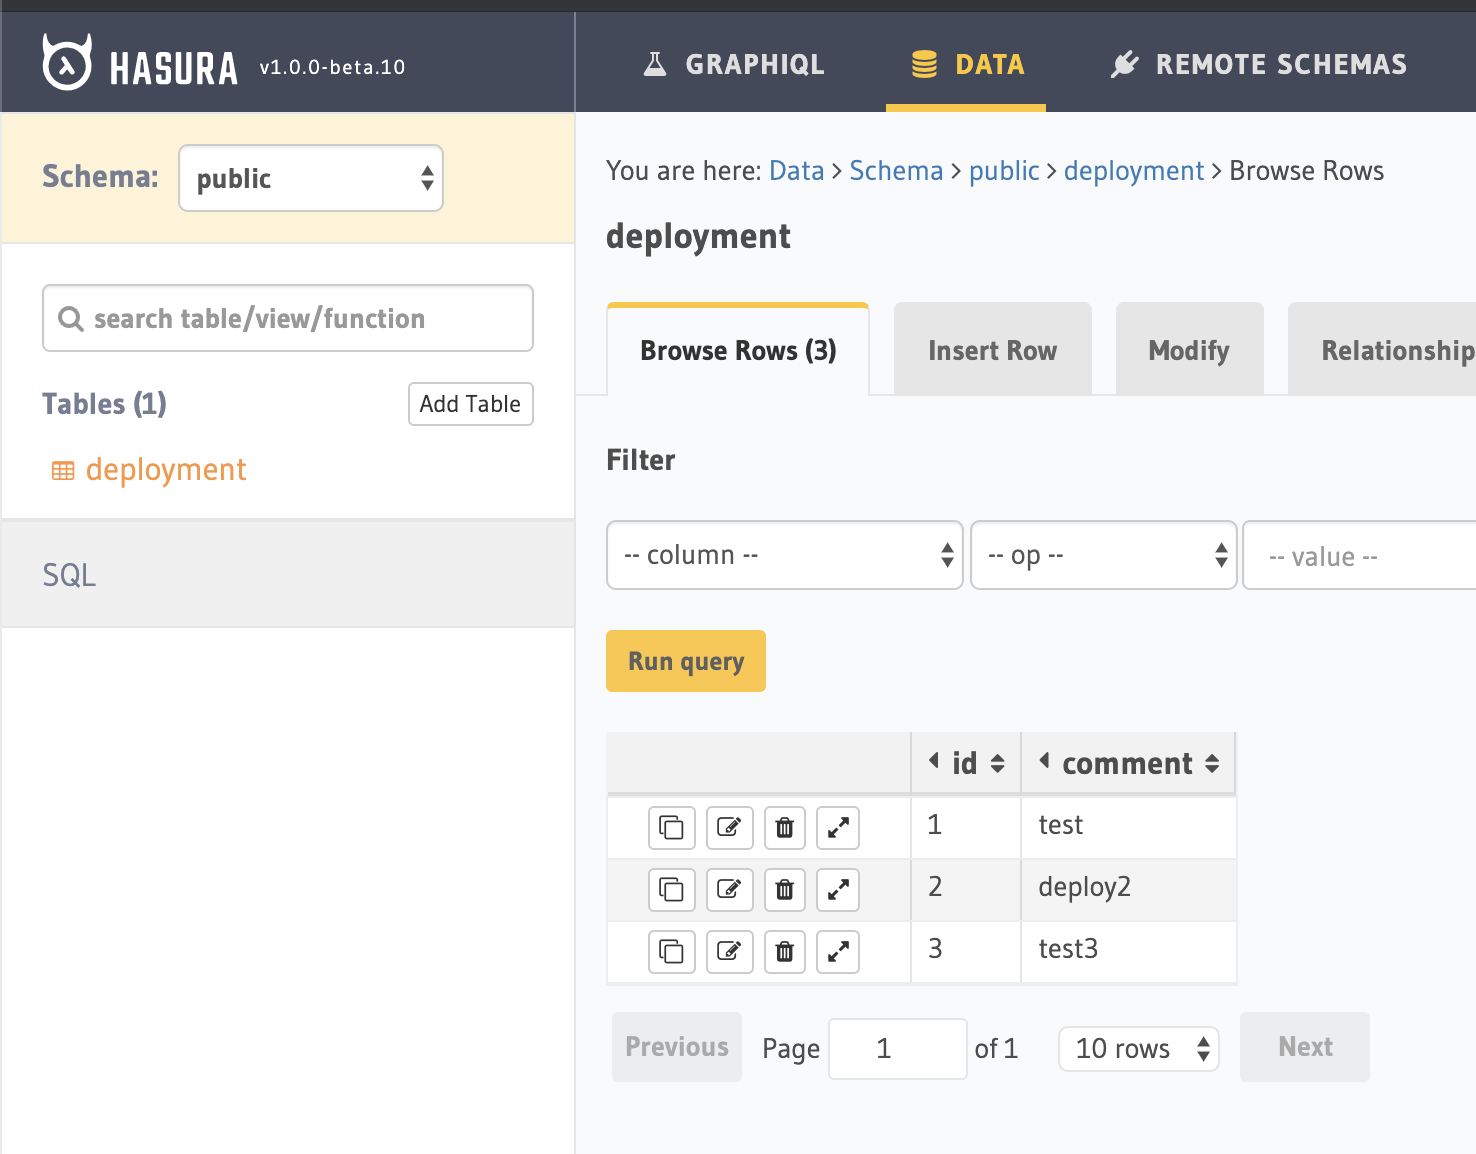 HASURA v1.0.0-beta.10
GRAPHIQL
DATA
REMOTE SCHEMAS
Schema:
public
search table/view/function
Tables (1)
Add Table
deployment
SQL
You are here: Data > Schema > public > deployment > Browse Rows
deployment
Browse Rows (3)
Insert Row
Modify
Relationship
Filter
-- column --
-- op --
-- value --
Run query
id comment
1 test
2 deploy2
3 test3
Previous Page 1 of 1 10 rows Next